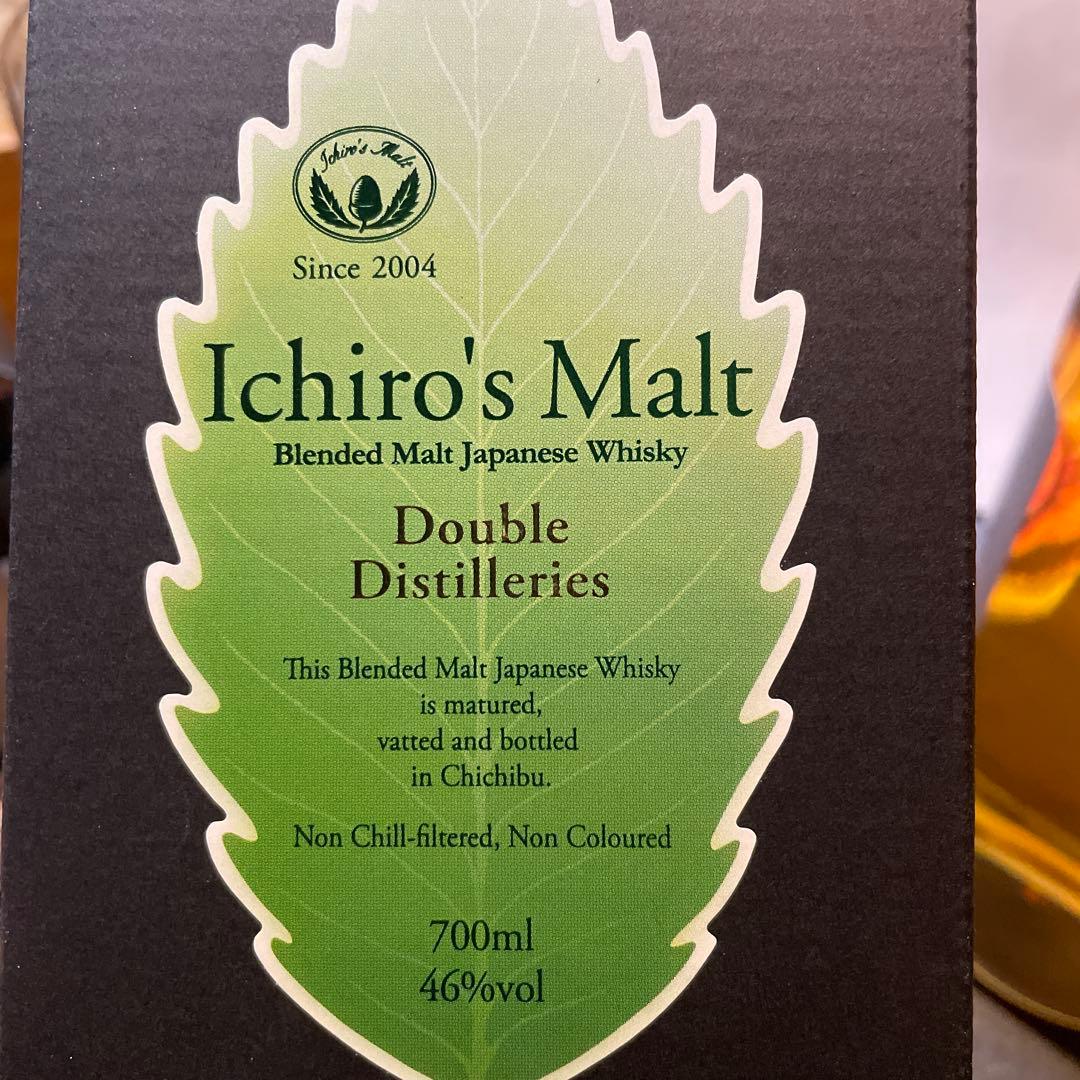 Ichiro's Malt
Since 2004
Ichiro's Malt
Blended Malt Japanese Whisky
Double
Distilleries
This Blended Malt Japanese Whisky
is matured,
vatted and bottled
in Chichibu.
Non Chill-filtered, Non Coloured
700ml
46%vol